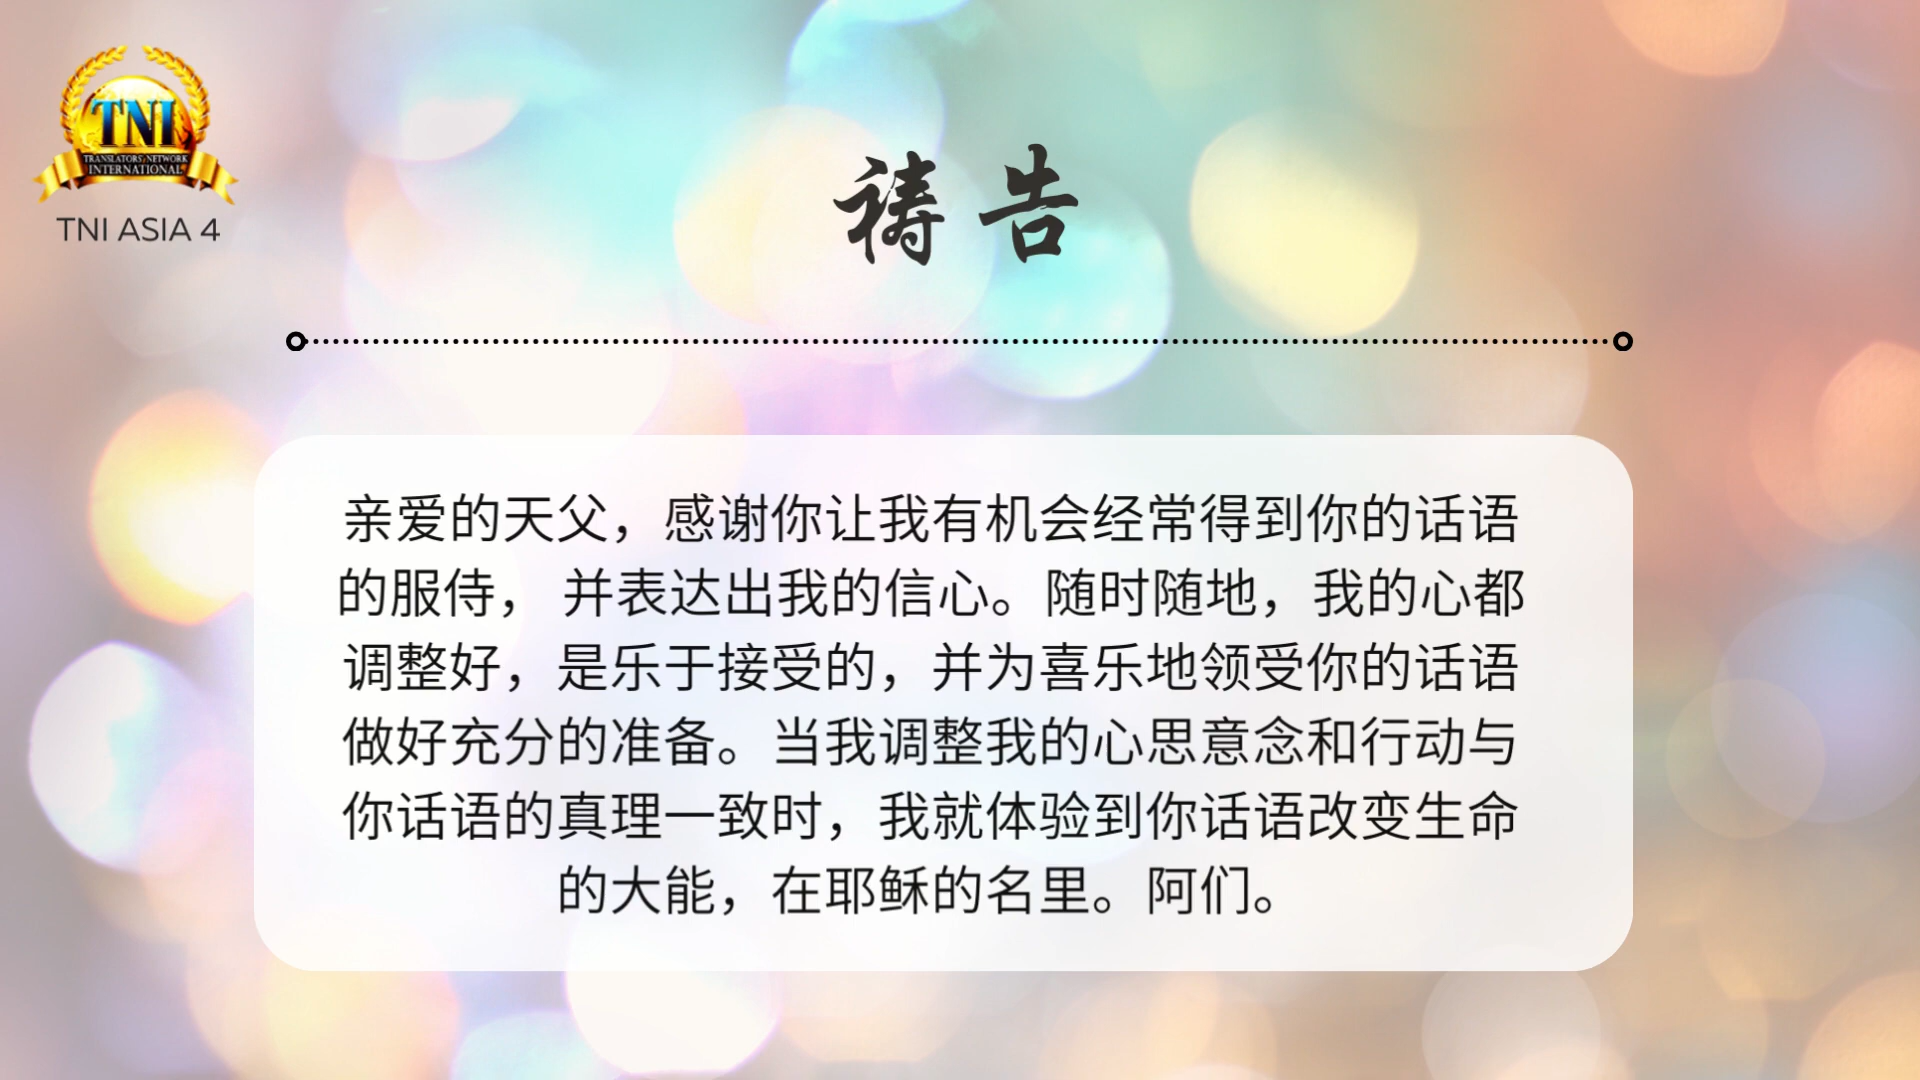 TNI
TRANSLATORS' NETWORK
INTERNATIONAL
TNI ASIA 4
祷告
亲爱的天父，感谢你让我有机会经常得到你的话语
的服侍， 并表达出我的信心。随时随地，我的心都
调整好，是乐于接受的，并为喜乐地领受你的话语
做好充分的准备。当我调整我的心思意念和行动与
你话语的真理一致时，我就体验到你话语改变生命
的大能，在耶稣的名里。阿们。